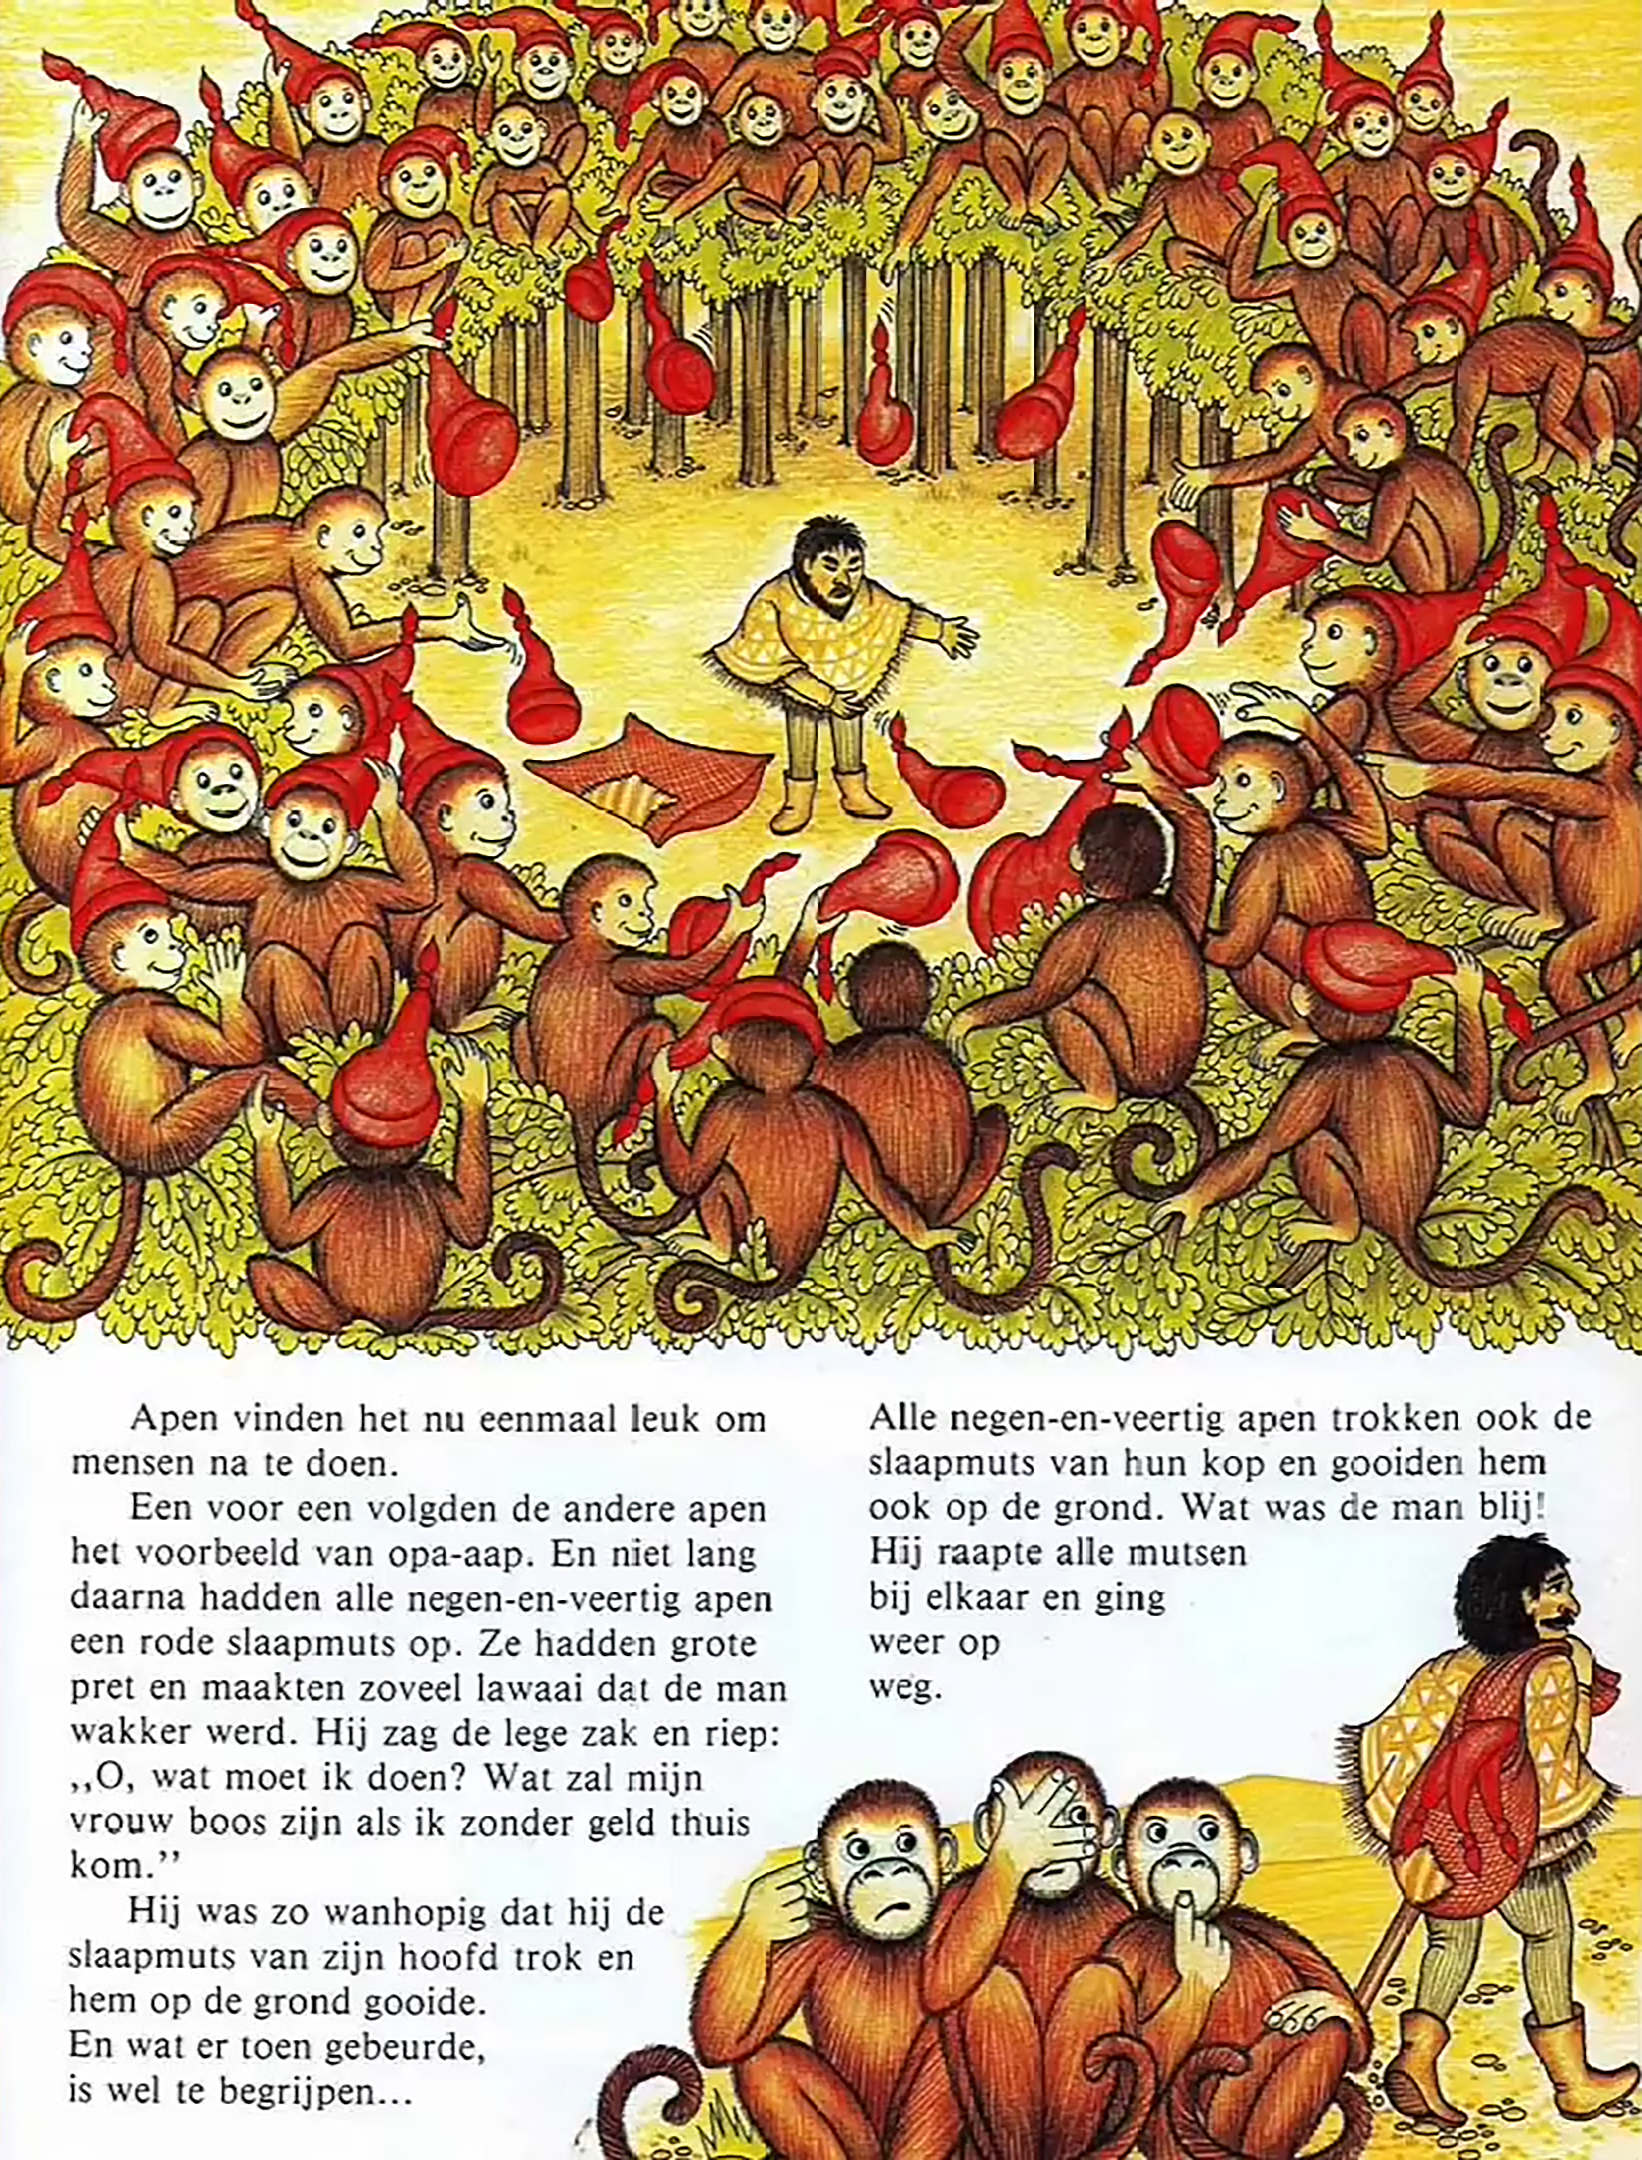 Apen vinden het nu eenmaal leuk om
mensen na te doen.
Een voor een volgden de andere apen
het voorbeeld van opa-aap. En niet lang
daarna hadden alle negen-en-veertig apen
een rode slaapmuts op. Ze hadden grote
pret en maakten zoveel lawaai dat de man
wakker werd. Hij zag de lege zak en riep:
,,O, wat moet ik doen? Wat zal mijn
vrouw boos zijn als ik zonder geld thuis
kom.’’
Hij was zo wanhopig dat hij de
slaapmuts van zijn hoofd trok en
hem op de grond gooide.
En wat er toen gebeurde,
is wel te begrijpen...
Alle negen-en-veertig apen trokken ook de
slaapmuts van hun kop en gooiden hem
ook op de grond. Wat was de man blij!
Hij raapte alle mutsen
bij elkaar en ging
weer op
weg.